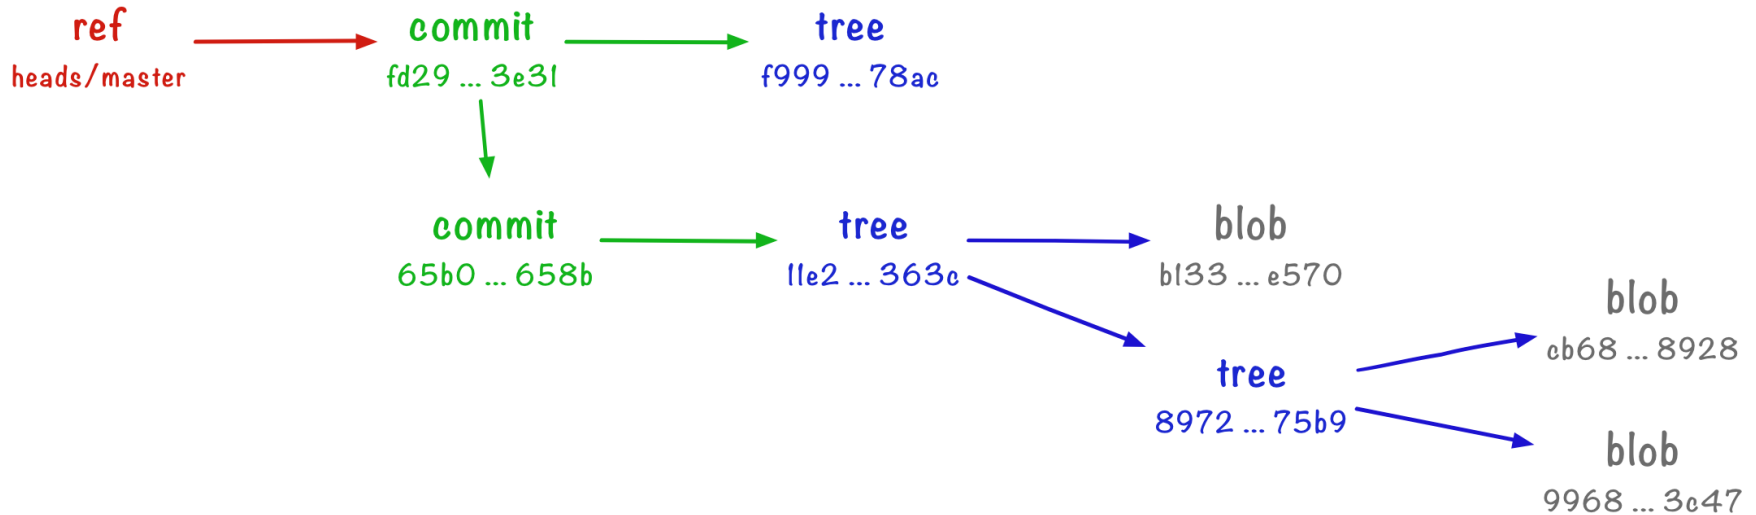 ref
heads/master
commit
fd29 ... 3e31
tree
f999 ... 78ac
commit
65b0 ... 658b
tree
11e2 ... 363c
blob
b133 ... e570
tree
8972 ... 75b9
blob
cb68 ... 8928
blob
9968 ... 3c47